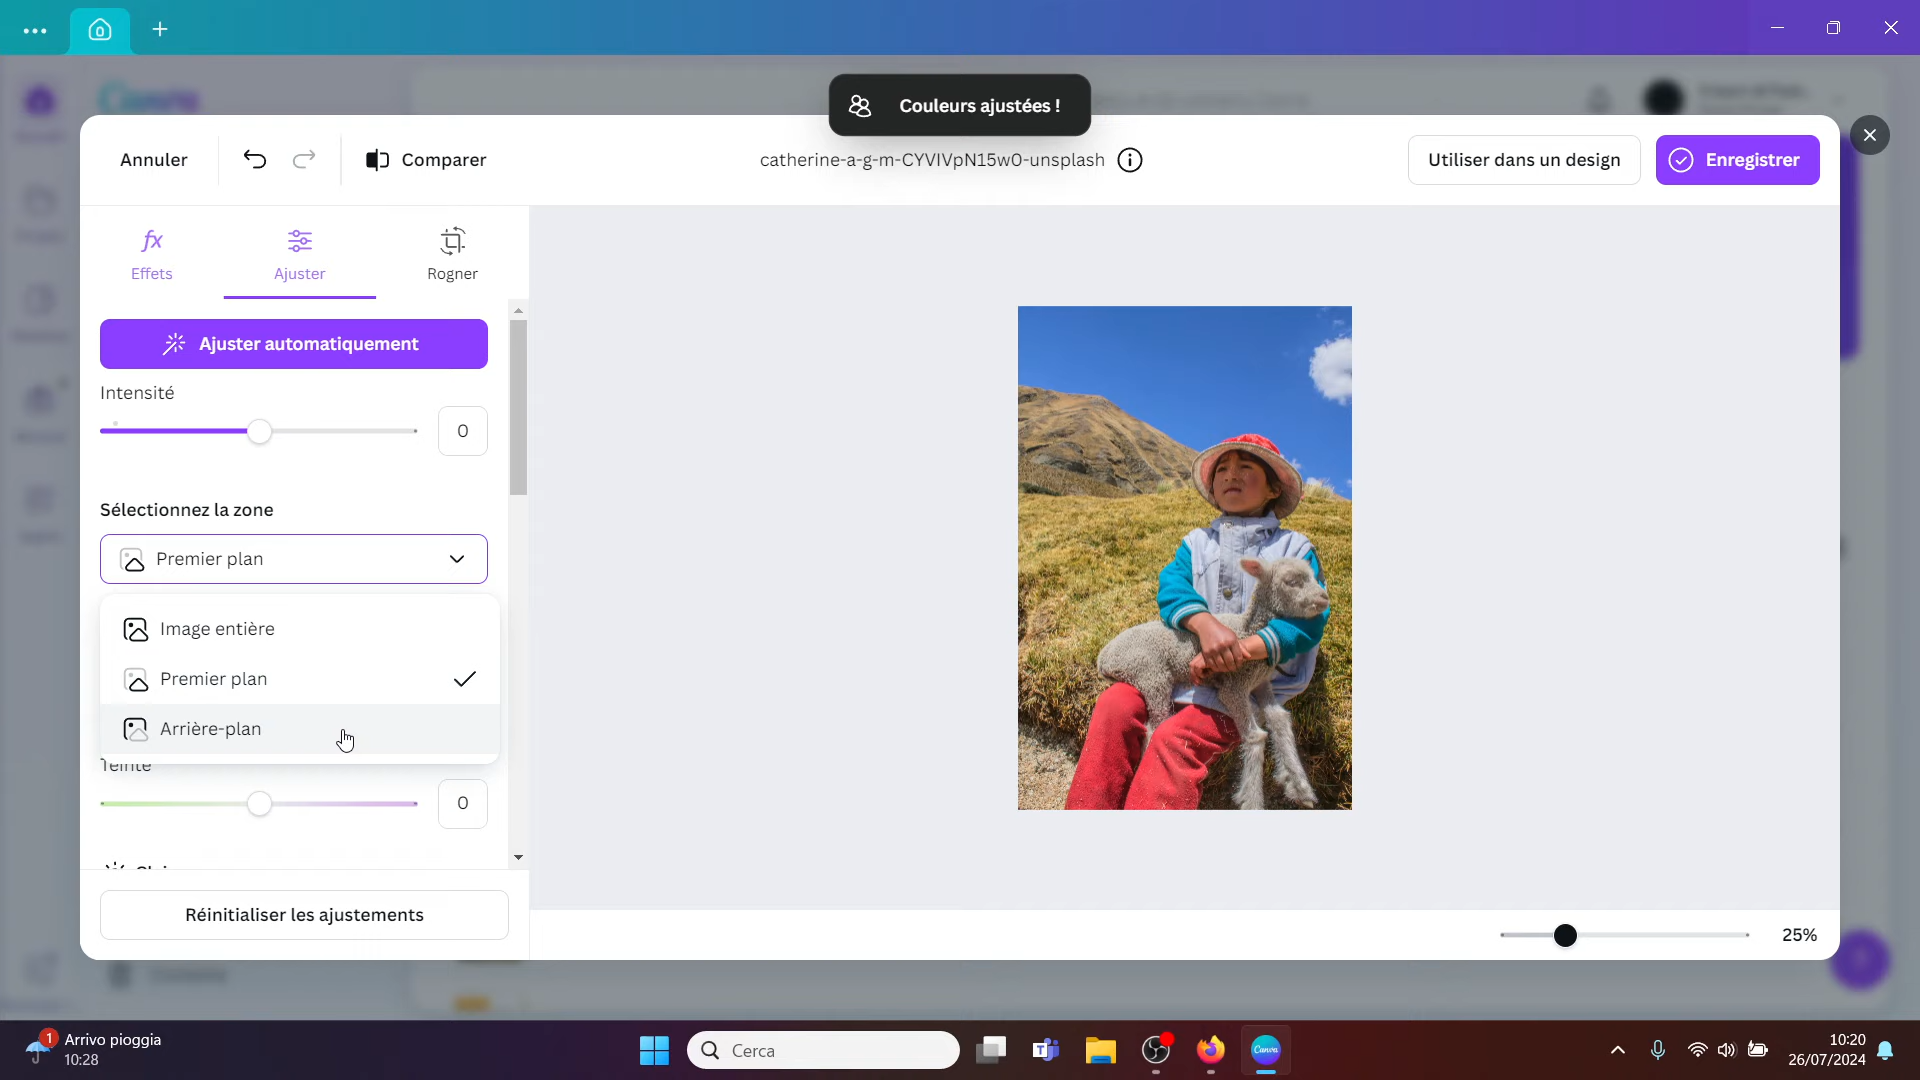 Couleurs ajustées !
Canva
Annuler
Comparer
catherine-a-g-m-CYVIVpN15w0-unsplash
Utiliser dans un design
Enregistrer
Effets
Ajuster
Rogner
Ajuster automatiquement
Intensité
0
Sélectionnez la zone
Premier plan
Image entière
Premier plan
Arrière-plan
Teinte
0
Réinitialiser les ajustements
25%
1
Arrivo pioggia
10:28
Cerca
Canva
10:20
26/07/2024